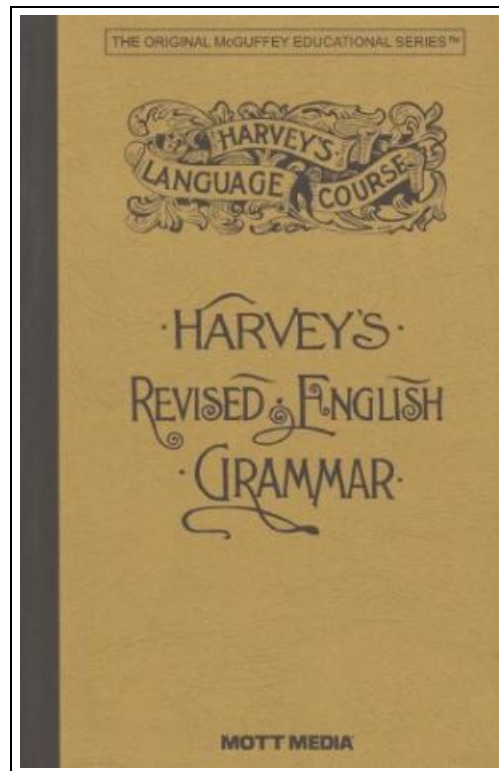 THE ORIGINAL McGUFFEY EDUCATIONAL SERIES™
HARVEY'S
LANGUAGE COURSE
·HARVEY'S·
REVISED ENGLISH
·GRAMMAR·
MOTT MEDIA